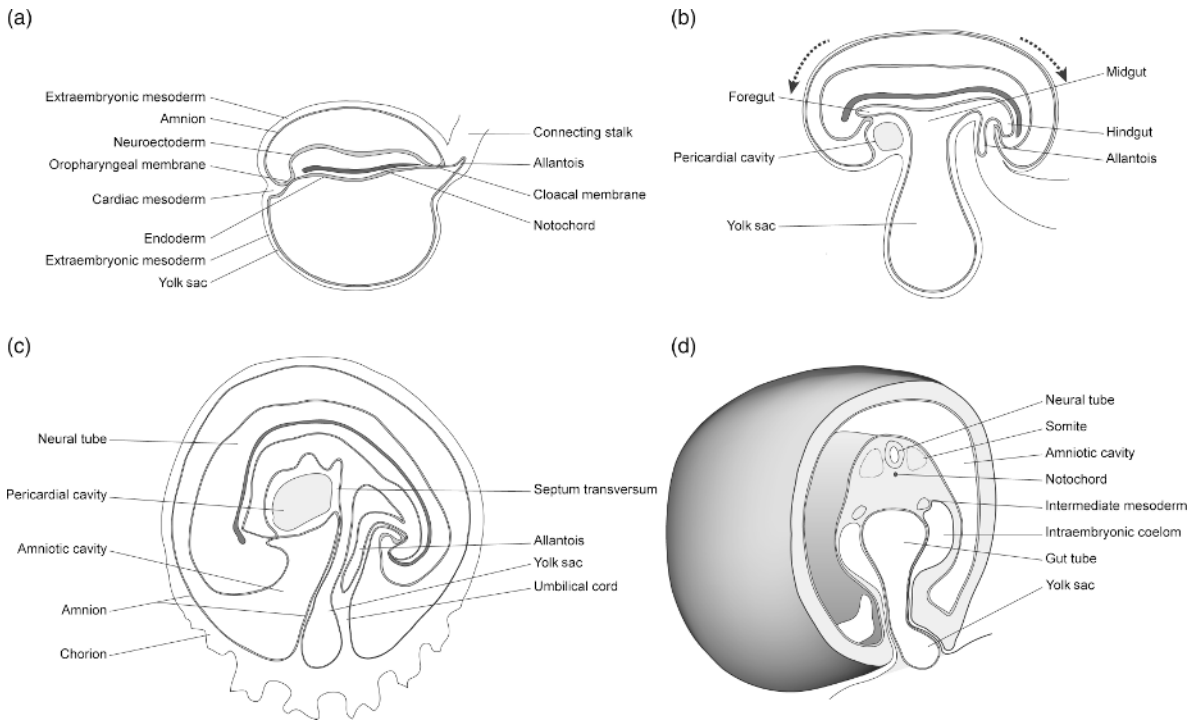 (a)
Extraembryonic mesoderm
Amnion
Neuroectoderm
Oropharyngeal membrane
Cardiac mesoderm
Endoderm
Extraembryonic mesoderm
Yolk sac
Connecting stalk
Allantois
Cloacal membrane
Notochord
(b)
Foregut
Pericardial cavity
Yolk sac
Midgut
Hindgut
Allantois
(c)
Neural tube
Pericardial cavity
Amniotic cavity
Amnion
Chorion
Septum transversum
Allantois
Yolk sac
Umbilical cord
(d)
Neural tube
Somite
Amniotic cavity
Notochord
Intermediate mesoderm
Intraembryonic coelom
Gut tube
Yolk sac